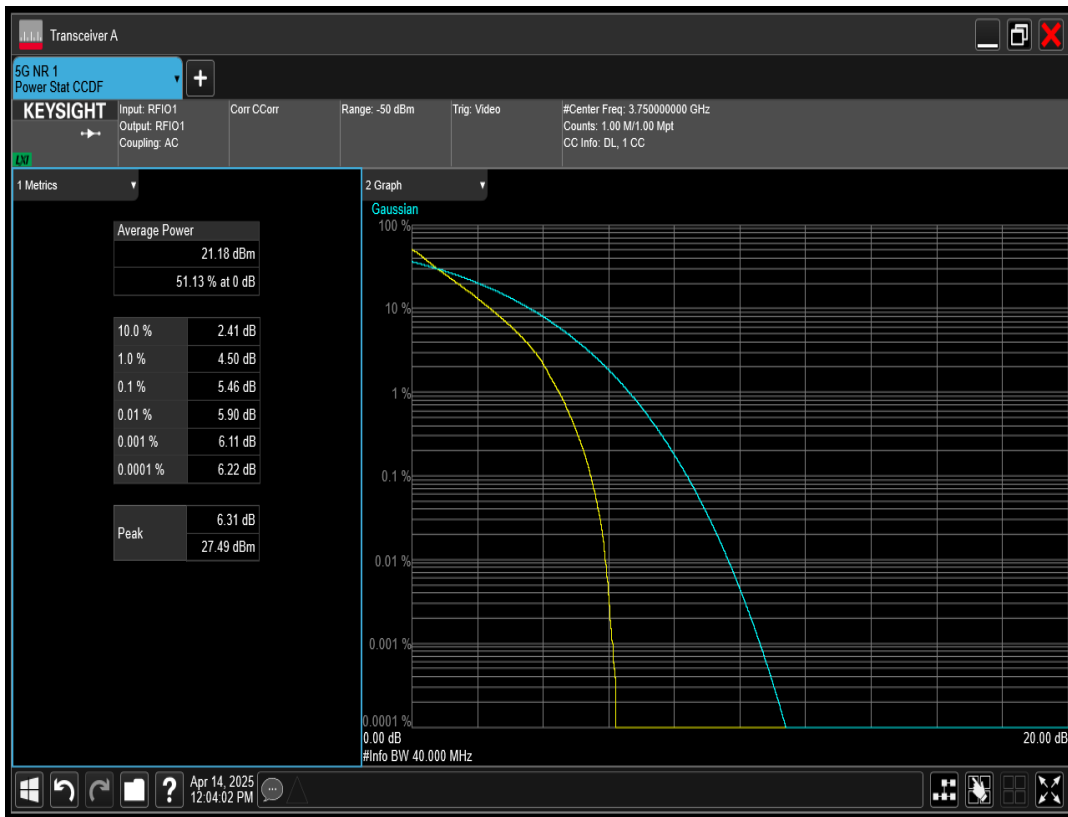 Transceiver A
5G NR 1
Power Stat CCDF
KEYSIGHT
LXI
Input: RFIO1
Output: RFIO1
Coupling: AC
Corr CCorr
Range: -50 dBm
Trig: Video
#Center Freq: 3.750000000 GHz
Counts: 1.00 M/1.00 Mpt
CC Info: DL, 1 CC
1 Metrics
Average Power
21.18 dBm
51.13 % at 0 dB
10.0 % 2.41 dB
1.0 % 4.50 dB
0.1 % 5.46 dB
0.01 % 5.90 dB
0.001 % 6.11 dB
0.0001 % 6.22 dB
Peak
6.31 dB
27.49 dBm
2 Graph
Gaussian
100 %
10 %
1 %
0.1 %
0.01 %
0.001 %
0.0001 %
0.00 dB
20.00 dB
#Info BW 40.000 MHz
?
Apr 14, 2025
12:04:02 PM